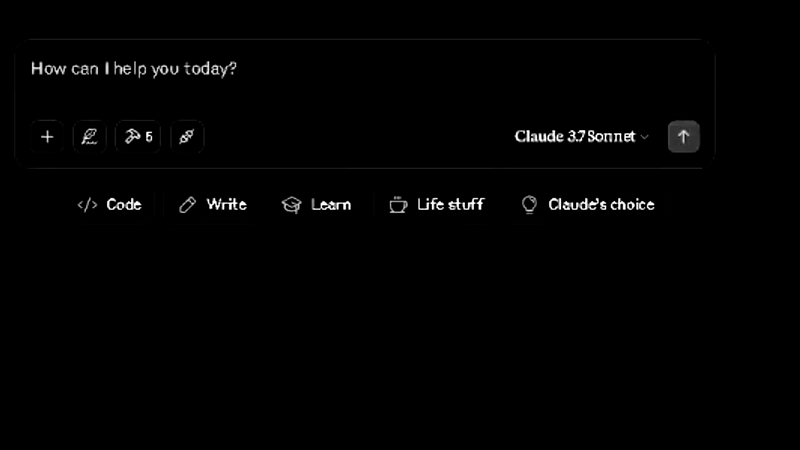 How can I help you today?
5 Claude 3.7 Sonnet
</> Code Write Learn Life stuff Claude's choice